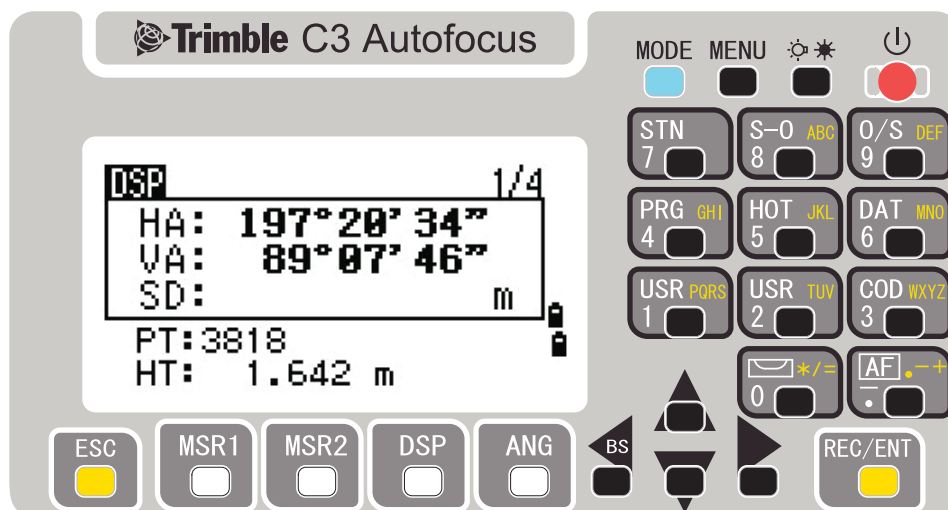 Trimble C3 Autofocus
MODE MENU
DSP 1/4
HA: 197°20'34"
VA: 89°07'46"
SD: m
PT:3818
HT: 1.642 m
STN
7
S-O ABC
8
O/S DEF
9
PRG GHI
4
HOT JKL
5
DAT MNO
6
USR PQRS
1
USR TUV
2
COD WXYZ
3
*/=
0
AF .-+
.
ESC MSR1 MSR2 DSP ANG BS REC/ENT